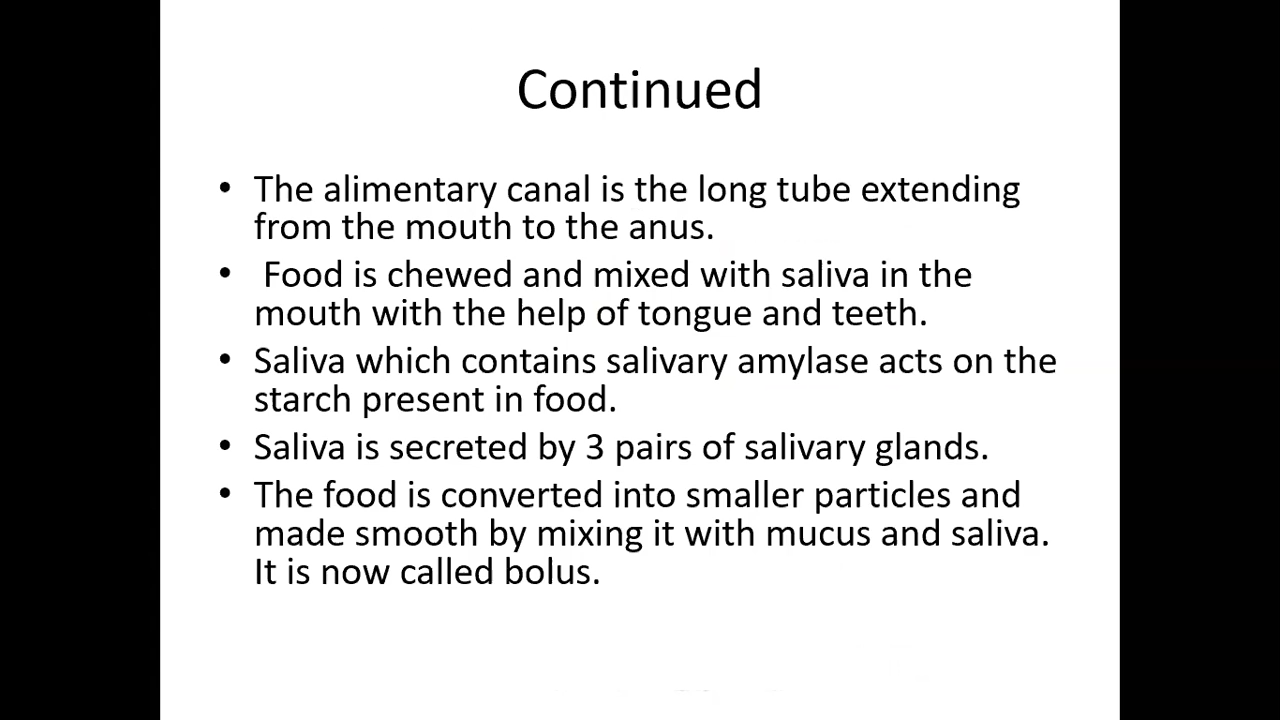 Continued
• The alimentary canal is the long tube extending
from the mouth to the anus.
• Food is chewed and mixed with saliva in the
mouth with the help of tongue and teeth.
• Saliva which contains salivary amylase acts on the
starch present in food.
• Saliva is secreted by 3 pairs of salivary glands.
• The food is converted into smaller particles and
made smooth by mixing it with mucus and saliva.
It is now called bolus.